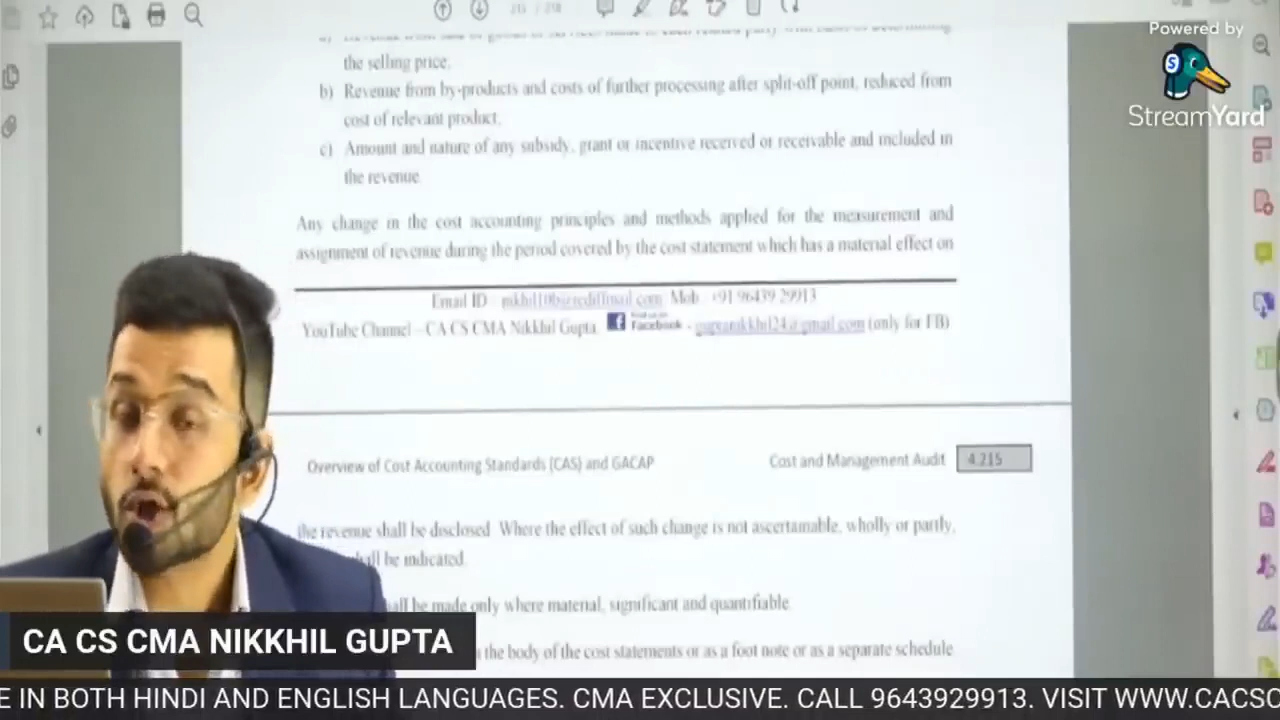 Powered by
StreamYard
the selling price.
b) Revenue from by-products and costs of further processing after split-off point, reduced from
cost of relevant product.
c) Amount and nature of any subsidy, grant or incentive received or receivable and included in
the revenue.
Any change in the cost accounting principles and methods applied for the measurement and
assignment of revenue during the period covered by the cost statement which has a material effect on
Email ID Mob +91 96439 29913
YouTube Channel – CA CS CMA Nikkhil Gupta Facebook - guptanikkhil24@gmail.com (only for FB)
Overview of Cost Accounting Standards (CAS) and GACAP Cost and Management Audit 4.215
the revenue shall be disclosed. Where the effect of such change is not ascertainable, wholly or partly,
shall be indicated.
all be made only where material, significant and quantifiable.
the body of the cost statements or as a foot note or as a separate schedule
CA CS CMA NIKKHIL GUPTA
E IN BOTH HINDI AND ENGLISH LANGUAGES. CMA EXCLUSIVE. CALL 9643929913. VISIT WWW.CACSC